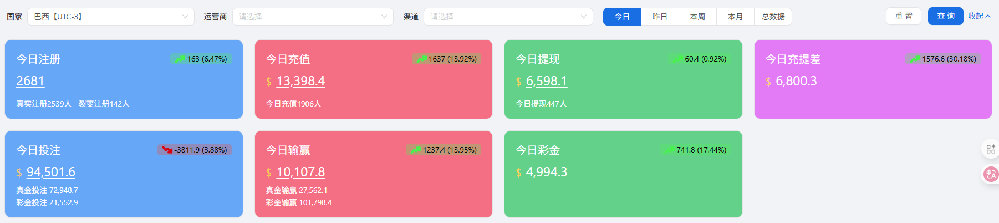 国家 巴西【UTC-3】 运营商 请选择 渠道 请选择 今日 昨日 本周 本月 总数据 重置 查询 收起
今日注册 163 (6.47%)
2681
真实注册2539人 裂变注册142人
今日充值 1637 (13.92%)
$ 13,398.4
今日充值1906人
今日提现 60.4 (0.92%)
$ 6,598.1
今日提现447人
今日充提差 1576.6 (30.18%)
$ 6,800.3
今日投注 -3811.9 (3.88%)
$ 94,501.6
真金投注 72,948.7
彩金投注 21,552.9
今日输赢 1237.4 (13.95%)
$ 10,107.8
真金输赢 27,562.1
彩金输赢 101,798.4
今日彩金 741.8 (17.44%)
$ 4,994.3
中A